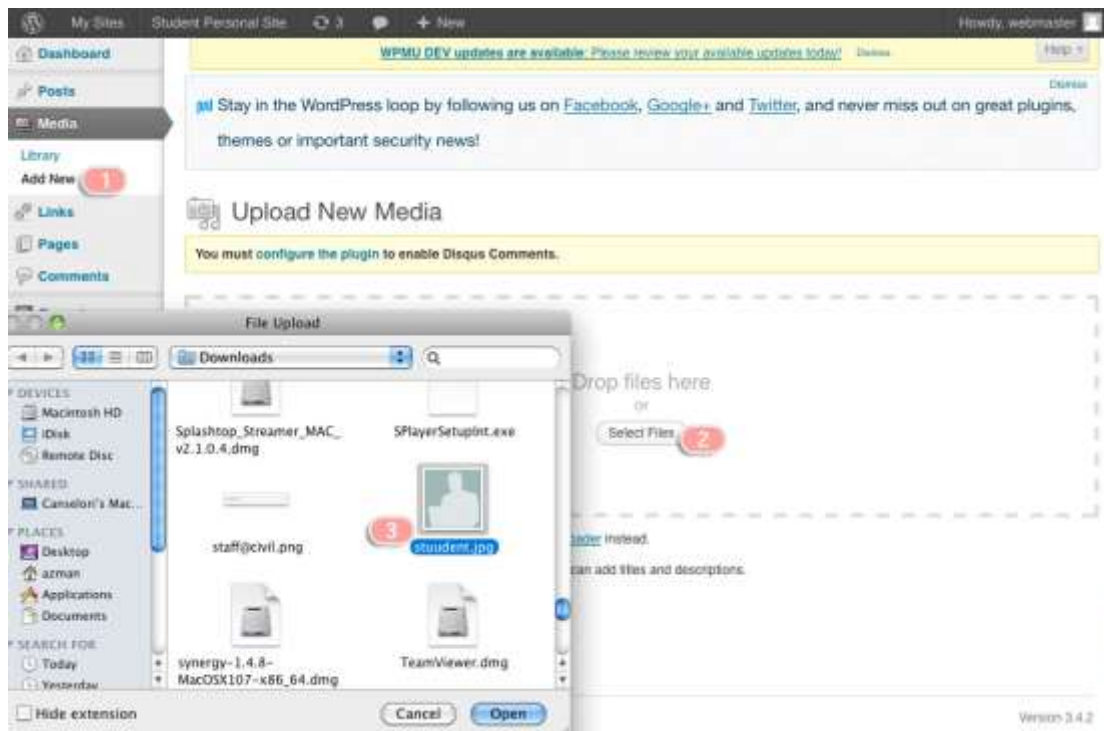 My Sites Student Personal Site 3 + New Howdy, webmaster
Dashboard
Posts
Media
Library
Add New 1
Links
Pages
Comments
WPMU DEV updates are available: Please review your available updates today! Dismiss
Help
Dismiss
Stay in the WordPress loop by following us on Facebook, Google+ and Twitter, and never miss out on great plugins,
themes or important security news!
Upload New Media
You must configure the plugin to enable Disqus Comments.
Drop files here
or
Select Files 2
instead.
can add titles and descriptions.
File Upload
Downloads
DEVICES
Macintosh HD
iDisk
Remote Disc
SHARED
Canselori's Mac...
PLACES
Desktop
azman
Applications
Documents
SEARCH FOR
Today
Yesterday
Splashtop_Streamer_MAC_
v2.1.0.4.dmg
SPlayerSetupInt.exe
staff@civil.png
3
stuudent.jpg
synergy-1.4.8-
MacOSX107-x86_64.dmg
TeamViewer.dmg
Hide extension
Cancel Open
Version 3.4.2